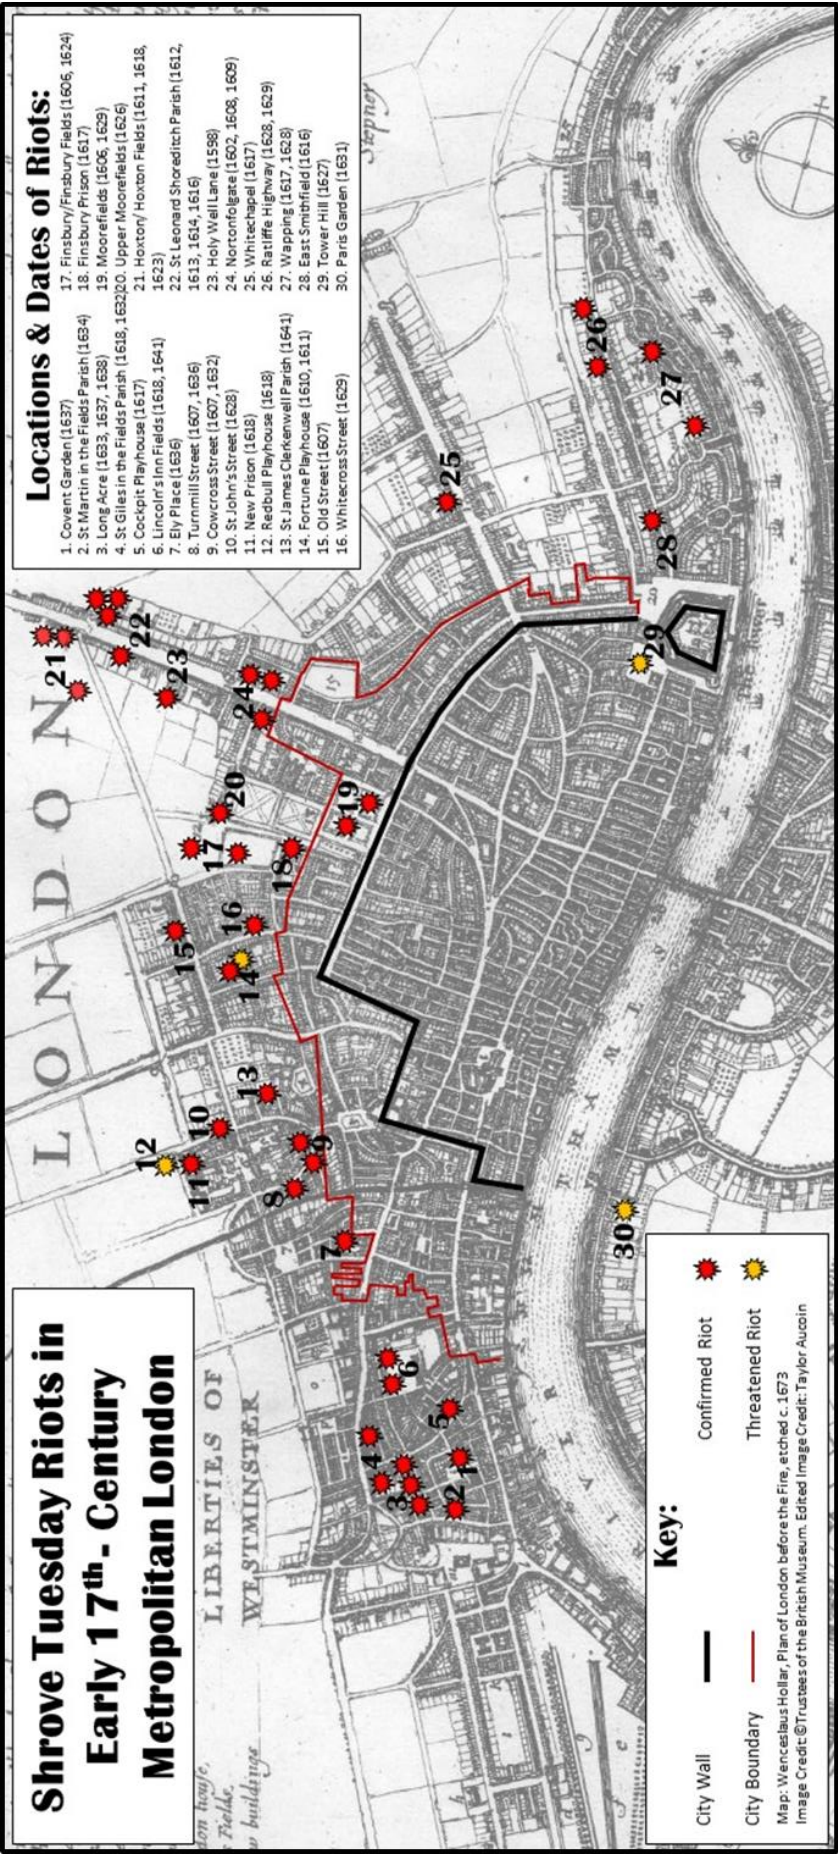 Shrove Tuesday Riots in
Early 17th- Century
Metropolitan London
Locations & Dates of Riots:
1. Covent Garden (1637)
2. St Martin in the Fields Parish (1634)
3. Long Acre (1633, 1637, 1638)
4. St Giles in the Fields Parish (1618, 1632)
5. Cockpit Playhouse (1617)
6. Lincoln's Inn Fields (1618, 1641)
7. Ely Place (1636)
8. Turnmill Street (1607, 1636)
9. Cowcross Street (1607, 1632)
10. St John's Street (1628)
11. New Prison (1618)
12. Redbull Playhouse (1618)
13. St James Clerkenwell Parish (1641)
14. Fortune Playhouse (1610, 1611)
15. Old Street (1607)
16. Whitecross Street (1629)
17. Finsbury/Finsbury Fields (1606, 1624)
18. Finsbury Prison (1617)
19. Moorefields (1606, 1629)
20. Upper Moorefields (1626)
21. Hoxton/ Hoxton Fields (1611, 1618,
1623)
22. St Leonard Shoreditch Parish (1612,
1613, 1614, 1616)
23. Holy Well Lane (1598)
24. Nortonfolgate (1602, 1608, 1609)
25. Whitechapel (1617)
26. Ratliffe Highway (1628, 1629)
27. Wapping (1617, 1628)
28. East Smithfield (1616)
29. Tower Hill (1627)
30. Paris Garden (1631)
LONDON
LIBERTIES OF
WESTMINSTER
Stepney
don house,
Fields,
w buildings
RIVER
THAMES
The Tower
15
20
1
2
3
4
5
6
7
8
9
10
11
12
13
14
15
16
17
18
19
20
21
22
23
24
25
26
27
28
29
30
Key:
City Wall
Confirmed Riot
City Boundary
Threatened Riot
Map: Wenceslaus Hollar, Plan of London before the Fire, etched c. 1673
Image Credit:©Trustees of the British Museum. Edited Image Credit: Taylor Aucoin